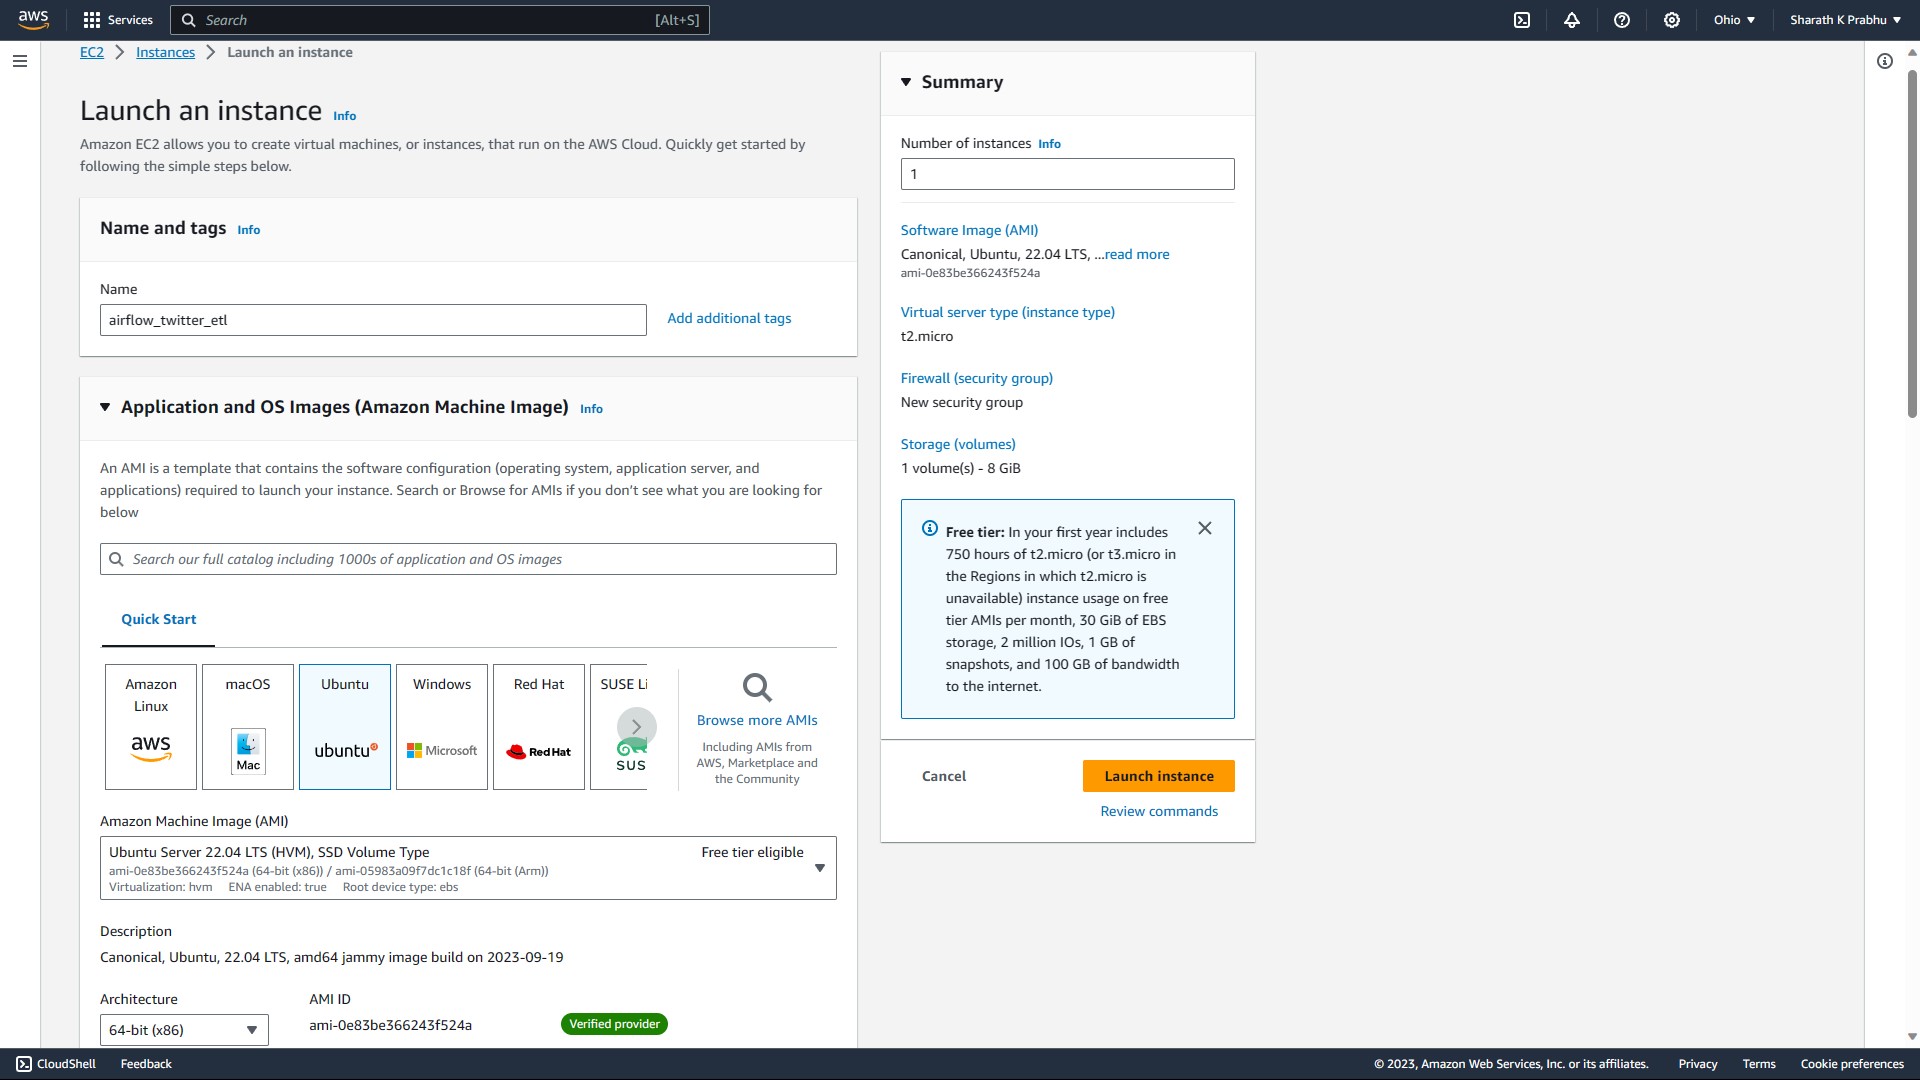 aws
Services
Search
[Alt+S]
Ohio
Sharath K Prabhu
EC2
Instances
Launch an instance
Launch an instance Info
Amazon EC2 allows you to create virtual machines, or instances, that run on the AWS Cloud. Quickly get started by
following the simple steps below.
Name and tags Info
Name
airflow_twitter_etl
Add additional tags
Application and OS Images (Amazon Machine Image) Info
An AMI is a template that contains the software configuration (operating system, application server, and
applications) required to launch your instance. Search or Browse for AMIs if you don't see what you are looking for
below
Search our full catalog including 1000s of application and OS images
Quick Start
Amazon
Linux
aws
macOS
Mac
Ubuntu
ubuntu
Windows
Microsoft
Red Hat
RedHat
SUSE Li
SUS
Browse more AMIs
Including AMIs from
AWS, Marketplace and
the Community
Amazon Machine Image (AMI)
Ubuntu Server 22.04 LTS (HVM), SSD Volume Type
Free tier eligible
ami-0e83be366243f524a (64-bit (x86)) / ami-05983a09f7dc1c18f (64-bit (Arm))
Virtualization: hvm ENA enabled: true Root device type: ebs
Description
Canonical, Ubuntu, 22.04 LTS, amd64 jammy image build on 2023-09-19
Architecture
64-bit (x86)
AMI ID
ami-0e83be366243f524a
Verified provider
Summary
Number of instances Info
1
Software Image (AMI)
Canonical, Ubuntu, 22.04 LTS, ...read more
ami-0e83be366243f524a
Virtual server type (instance type)
t2.micro
Firewall (security group)
New security group
Storage (volumes)
1 volume(s) - 8 GiB
Free tier: In your first year includes
750 hours of t2.micro (or t3.micro in
the Regions in which t2.micro is
unavailable) instance usage on free
tier AMIs per month, 30 GiB of EBS
storage, 2 million IOs, 1 GB of
snapshots, and 100 GB of bandwidth
to the internet.
Cancel
Launch instance
Review commands
CloudShell
Feedback
© 2023, Amazon Web Services, Inc. or its affiliates.
Privacy
Terms
Cookie preferences